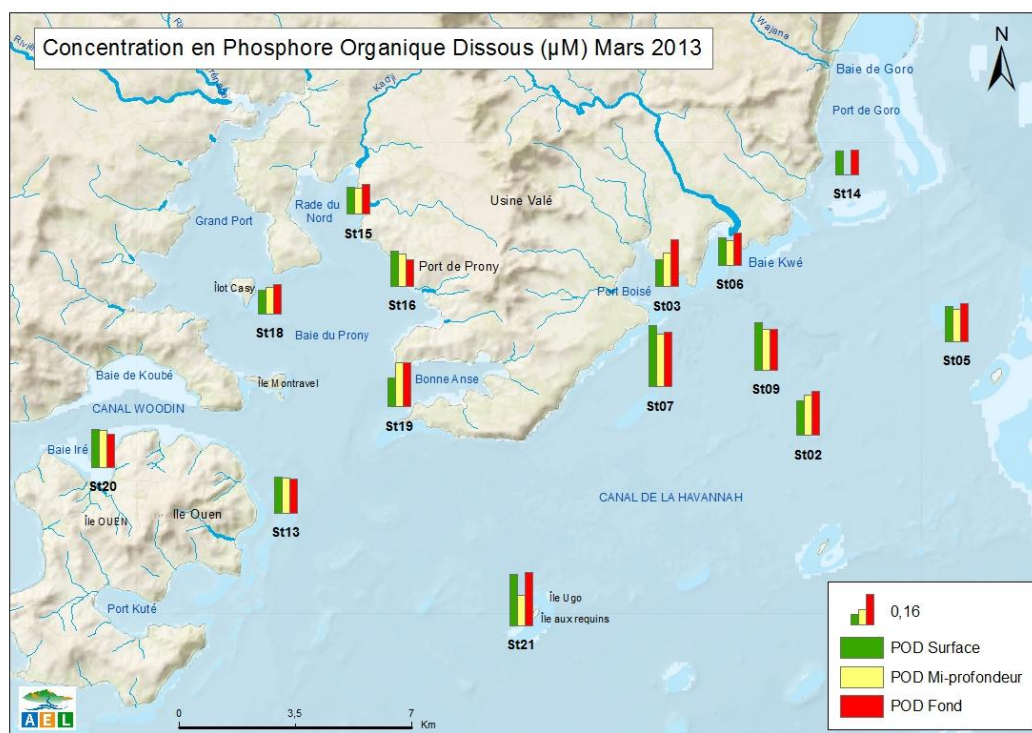 Concentration en Phosphore Organique Dissous (µM) Mars 2013
N
Wajana
Baie de Goro
Port de Goro
Kadji
St14
Rade du
Nord
Usine Valé
Grand Port
St15
Port de Prony
Baie Kwé
St06
Îlot Casy
St16
Port Boisé
St03
St18
Baie du Prony
St05
Baie de Koubé
Île Montravel
Bonne Anse
St09
St07
CANAL WOODIN
St19
St02
Baie Iré
St20
CANAL DE LA HAVANNAH
Île OUEN
Ile Ouen
St13
Port Kuté
Île Ugo
Île aux requins
St21
0,16
POD Surface
POD Mi-profondeur
POD Fond
AEL
0 3,5 7
Km